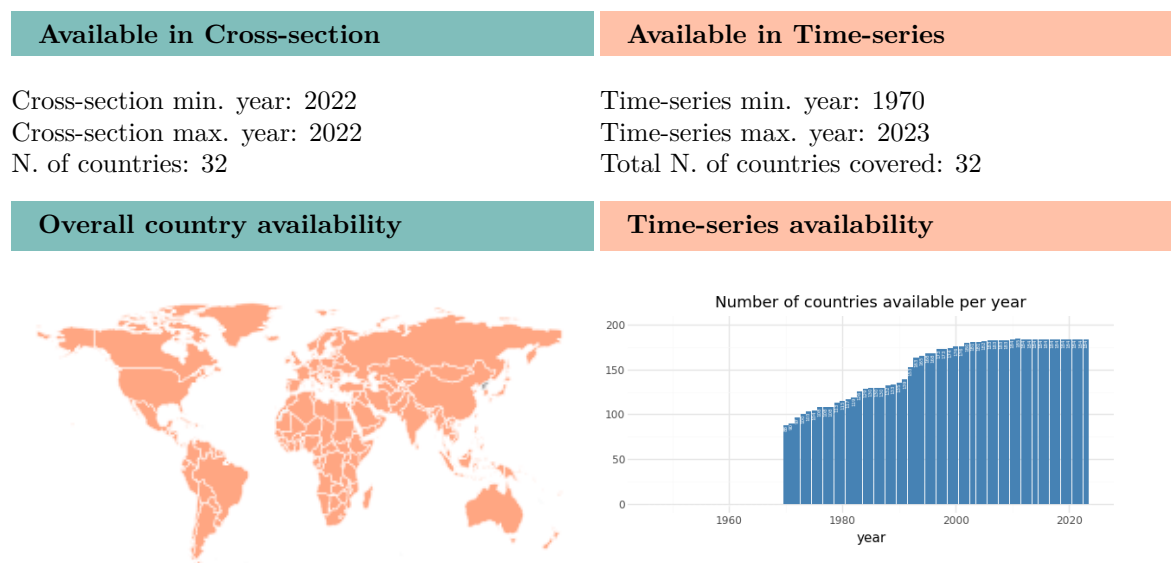 Available in Cross-section
Available in Time-series
Cross-section min. year: 2022
Cross-section max. year: 2022
N. of countries: 32
Time-series min. year: 1970
Time-series max. year: 2023
Total N. of countries covered: 32
Overall country availability
Time-series availability
Number of countries available per year
200
150
100
50
0
1960 1980 2000 2020
year